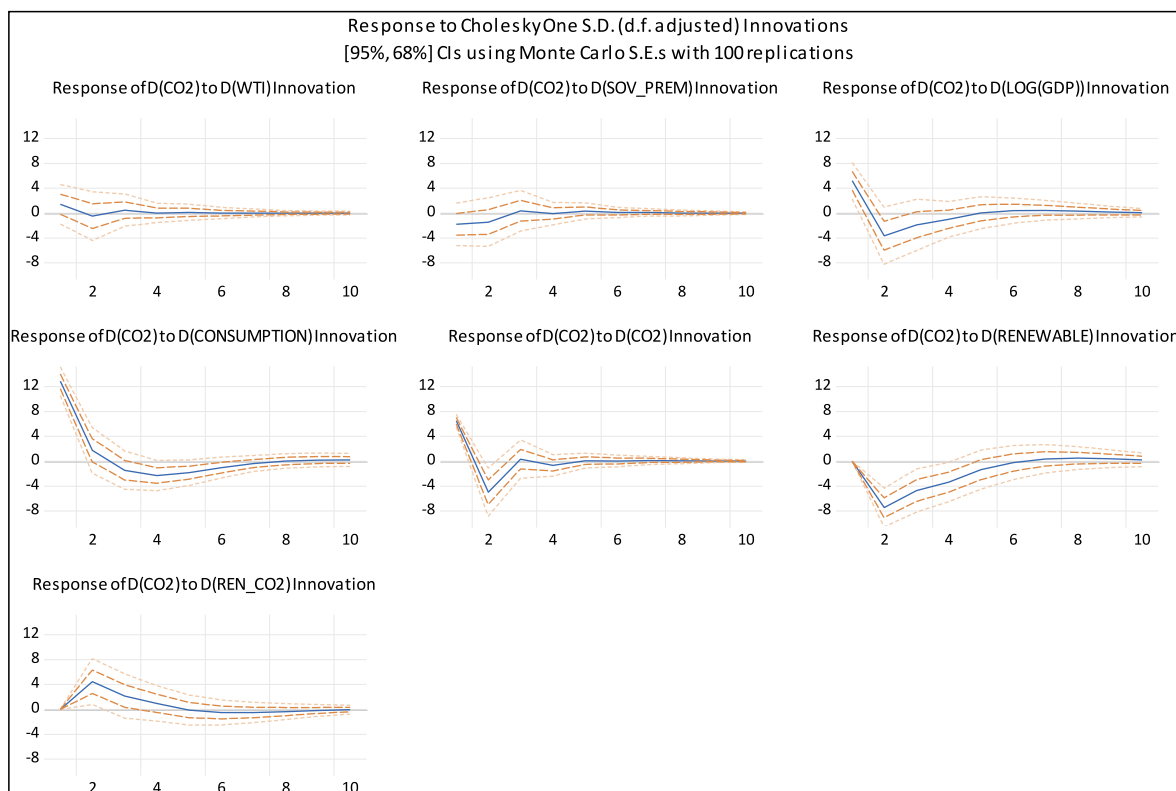 Response to Cholesky One S.D. (d.f. adjusted) Innovations
[95%, 68%] CIs using Monte Carlo S.E.s with 100 replications
Response of D(CO2) to D(WTI) Innovation
12
8
4
0
-4
-8
2 4 6 8 10
Response of D(CO2) to D(SOV_PREM) Innovation
12
8
4
0
-4
-8
2 4 6 8 10
Response of D(CO2) to D(LOG(GDP)) Innovation
12
8
4
0
-4
-8
2 4 6 8 10
Response of D(CO2) to D(CONSUMPTION) Innovation
12
8
4
0
-4
-8
2 4 6 8 10
Response of D(CO2) to D(CO2) Innovation
12
8
4
0
-4
-8
2 4 6 8 10
Response of D(CO2) to D(RENEWABLE) Innovation
12
8
4
0
-4
-8
2 4 6 8 10
Response of D(CO2) to D(REN_CO2) Innovation
12
8
4
0
-4
-8
2 4 6 8 10